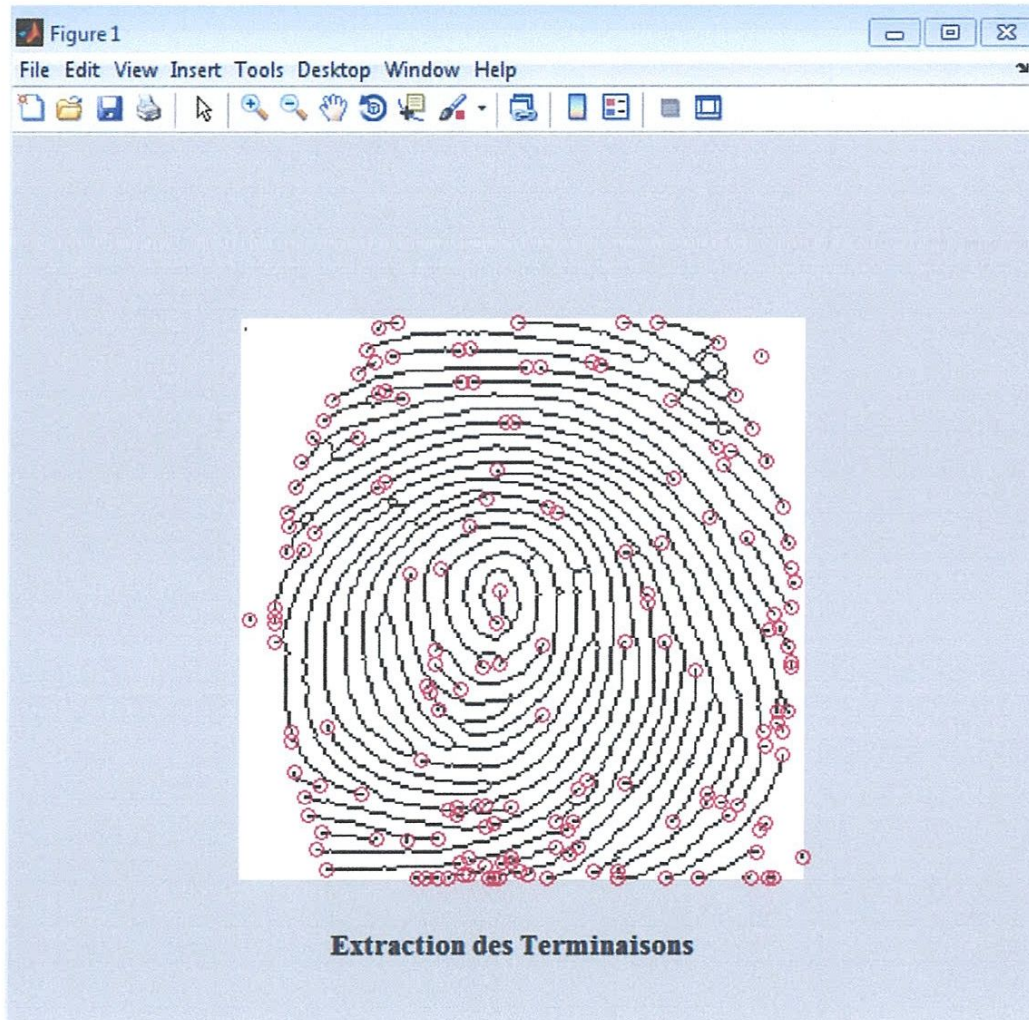 Figure 1
File Edit View Insert Tools Desktop Window Help
Extraction des Terminaisons